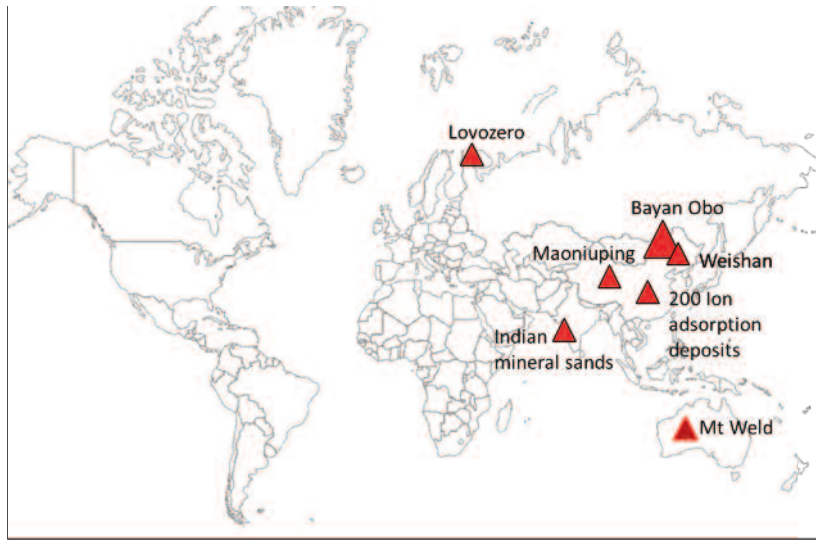 Lovozero
Bayan Obo
Maoniuping
Weishan
200 Ion
adsorption
deposits
Indian
mineral sands
Mt Weld